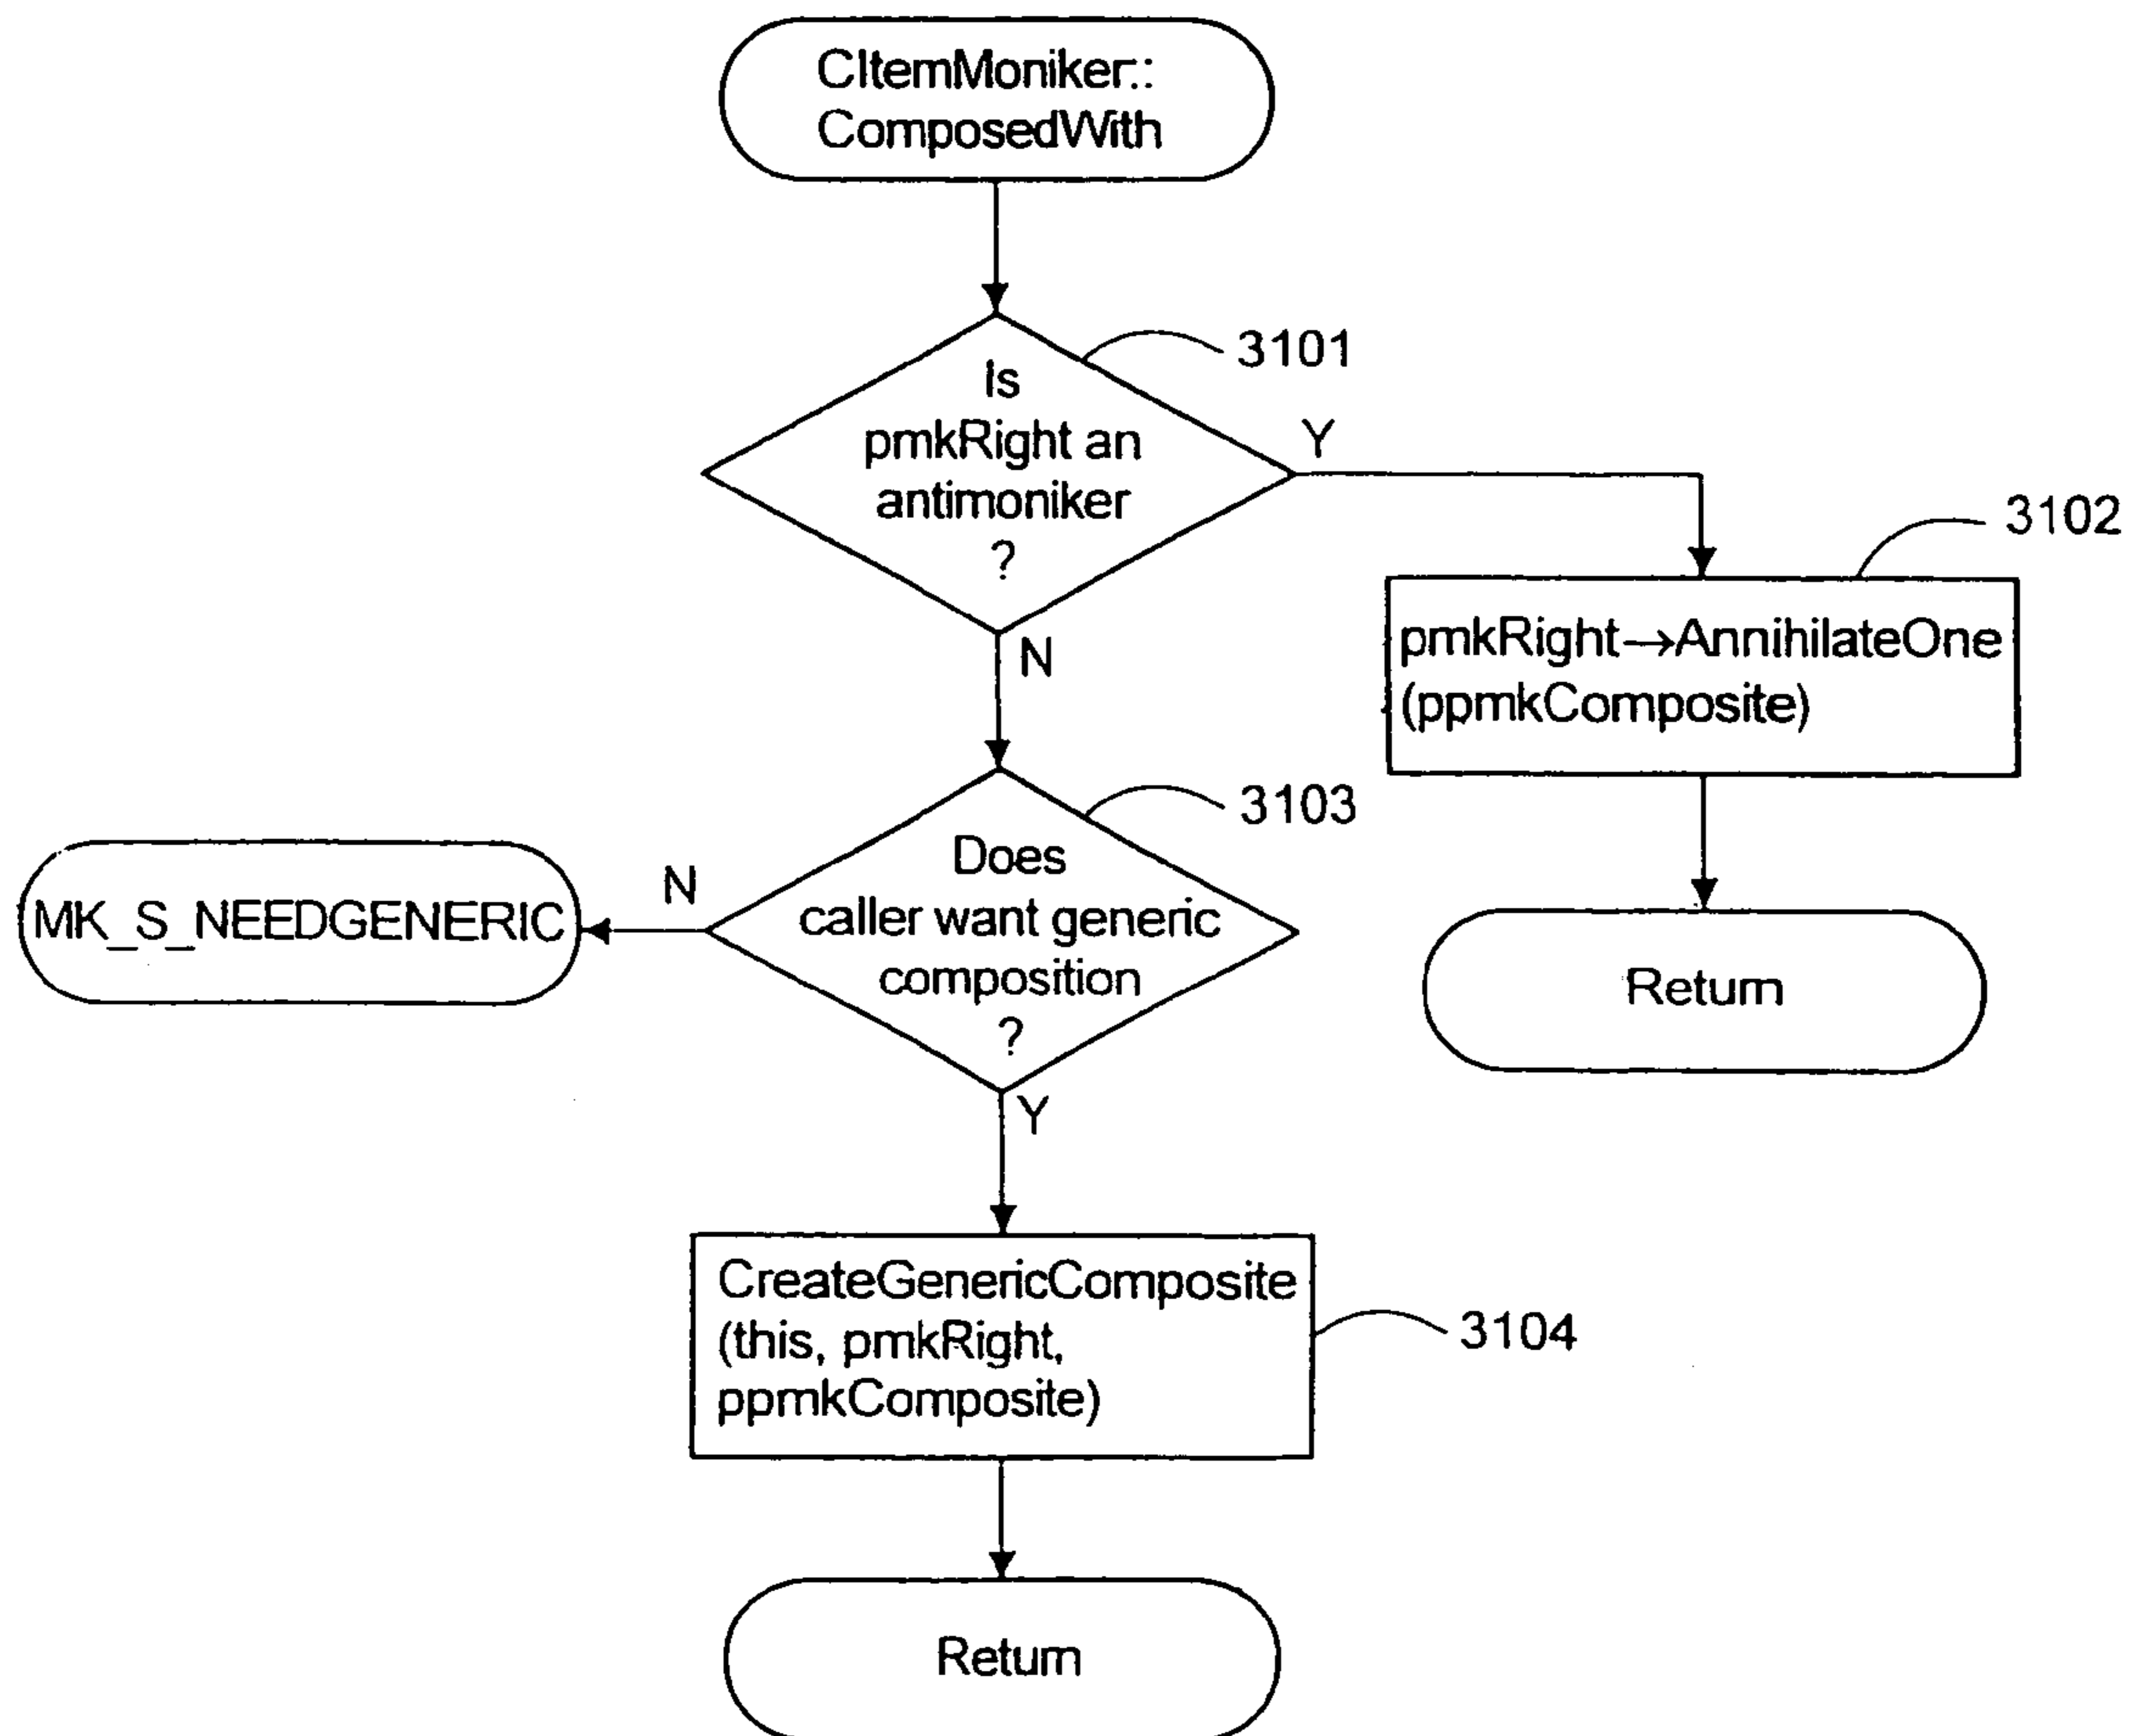 CItemMoniker::
ComposedWith
3101
Is
pmkRight an
antimoniker
?
Y
N
3102
pmkRight→AnnihilateOne
(ppmkComposite)
Return
3103
Does
caller want generic
composition
?
N
MK_S_NEEDGENERIC
Y
CreateGenericComposite
(this, pmkRight,
ppmkComposite)
3104
Return